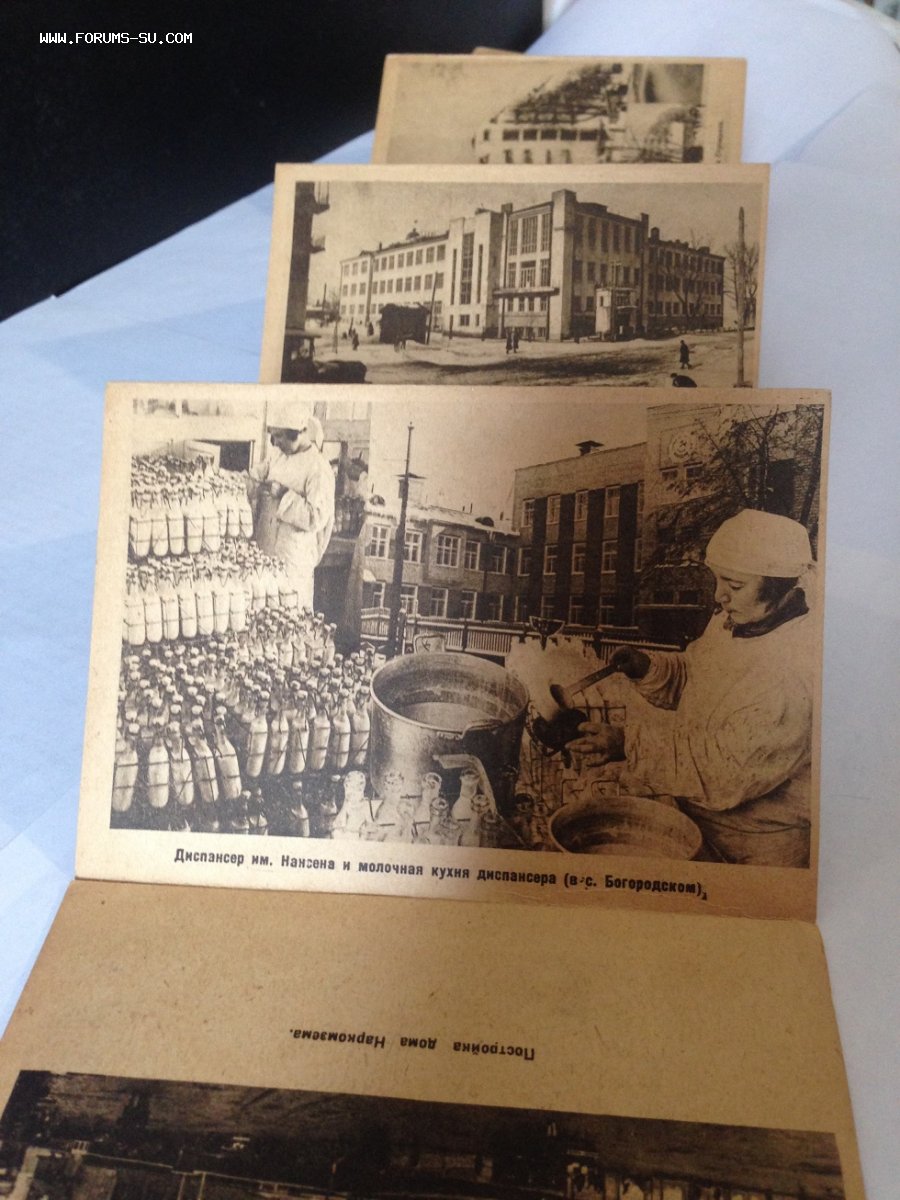 WWW.FORUMS-SU.COM
Диспансер им. Нансена и молочная кухня диспансера (в с. Богородском).
Постройка дома Наркомзема.